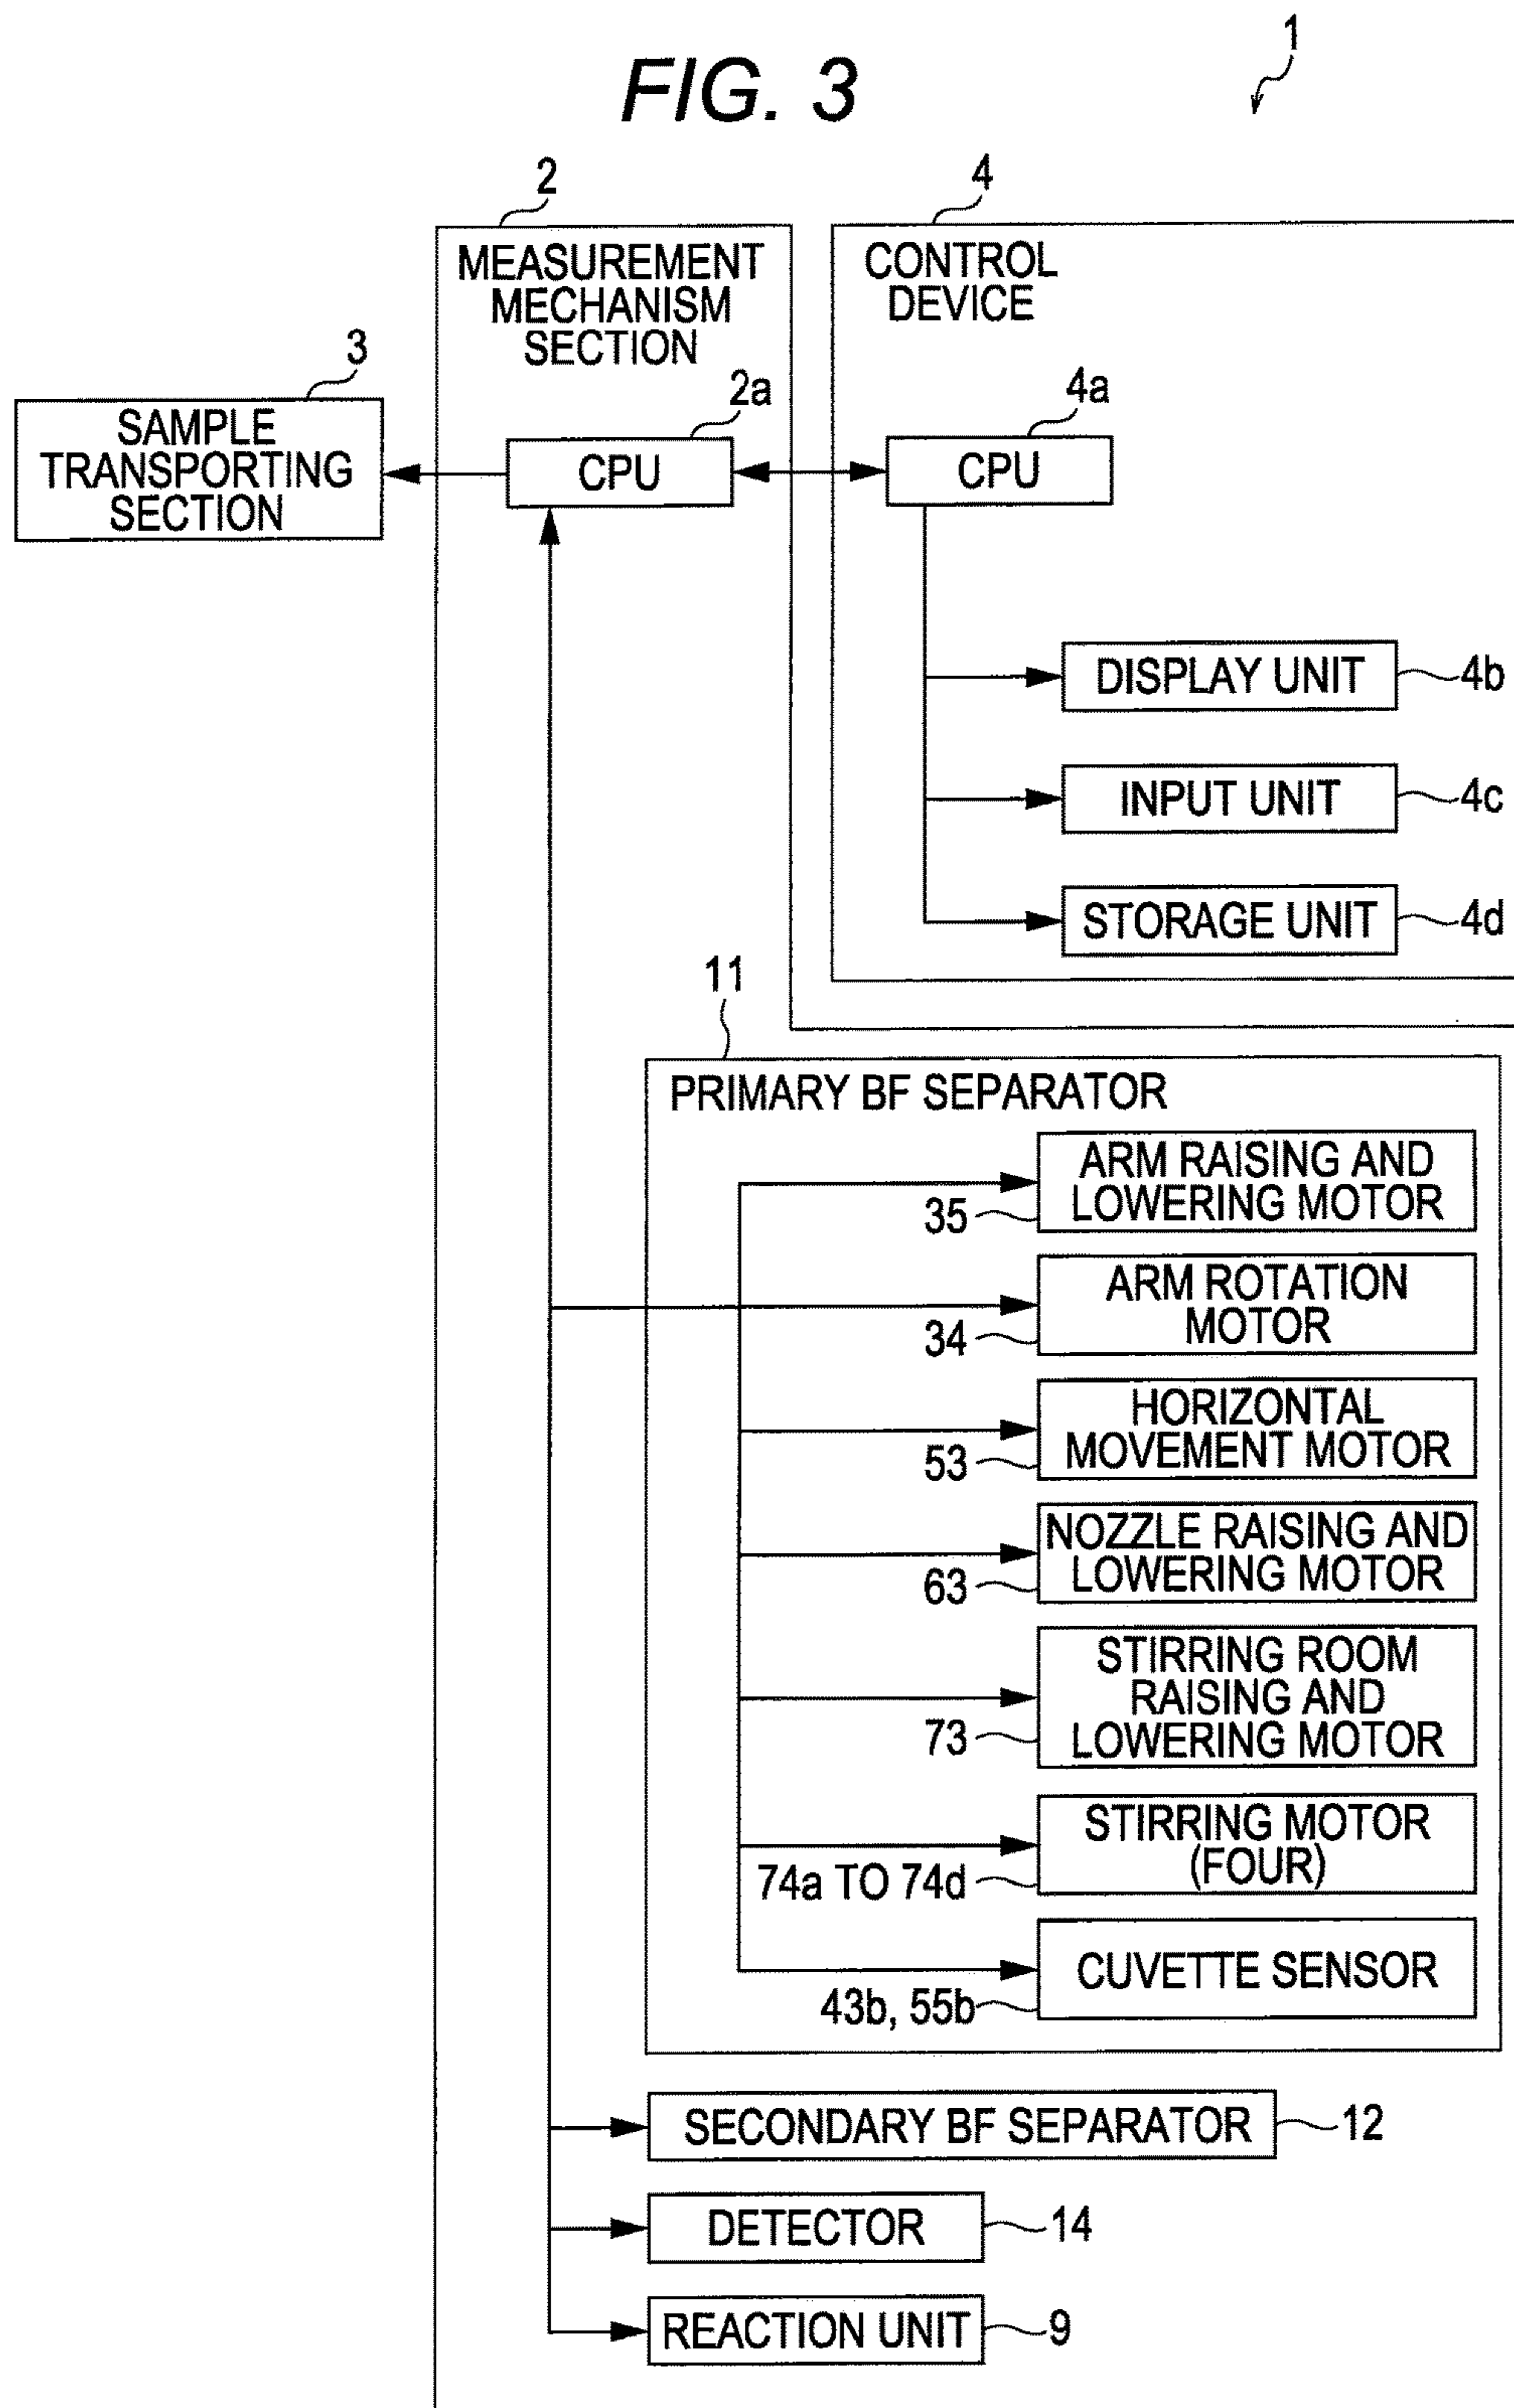 FIG. 3
1
2
MEASUREMENT
MECHANISM
SECTION
4
CONTROL
DEVICE
3
SAMPLE
TRANSPORTING
SECTION
2a
CPU
4a
CPU
DISPLAY UNIT
4b
INPUT UNIT
4c
STORAGE UNIT
4d
11
PRIMARY BF SEPARATOR
ARM RAISING AND
LOWERING MOTOR
35
ARM ROTATION
MOTOR
34
HORIZONTAL
MOVEMENT MOTOR
53
NOZZLE RAISING AND
LOWERING MOTOR
63
STIRRING ROOM
RAISING AND
LOWERING MOTOR
73
STIRRING MOTOR
(FOUR)
74a TO 74d
CUVETTE SENSOR
43b, 55b
SECONDARY BF SEPARATOR
12
DETECTOR
14
REACTION UNIT
9